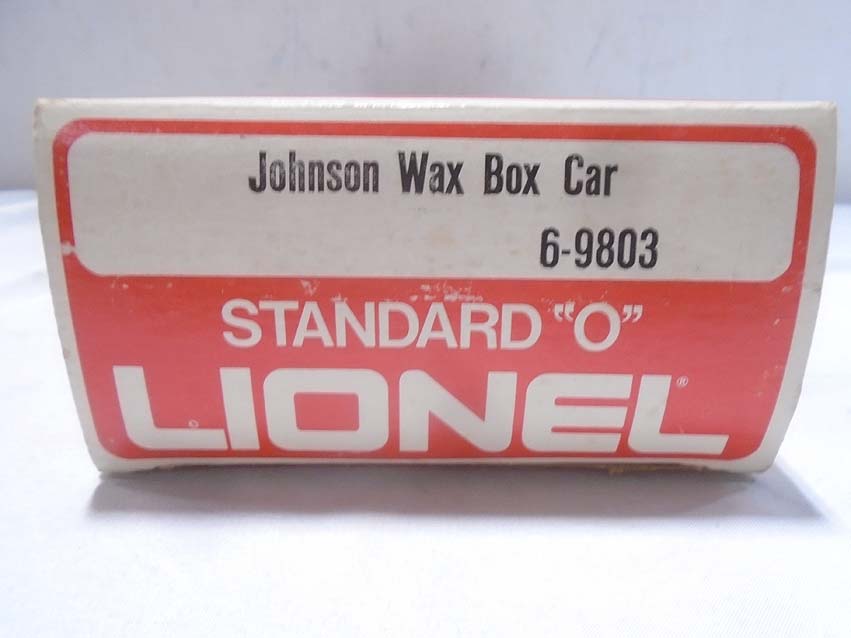 Johnson Wax Box Car
6-9803
STANDARD "O"
LIONEL®